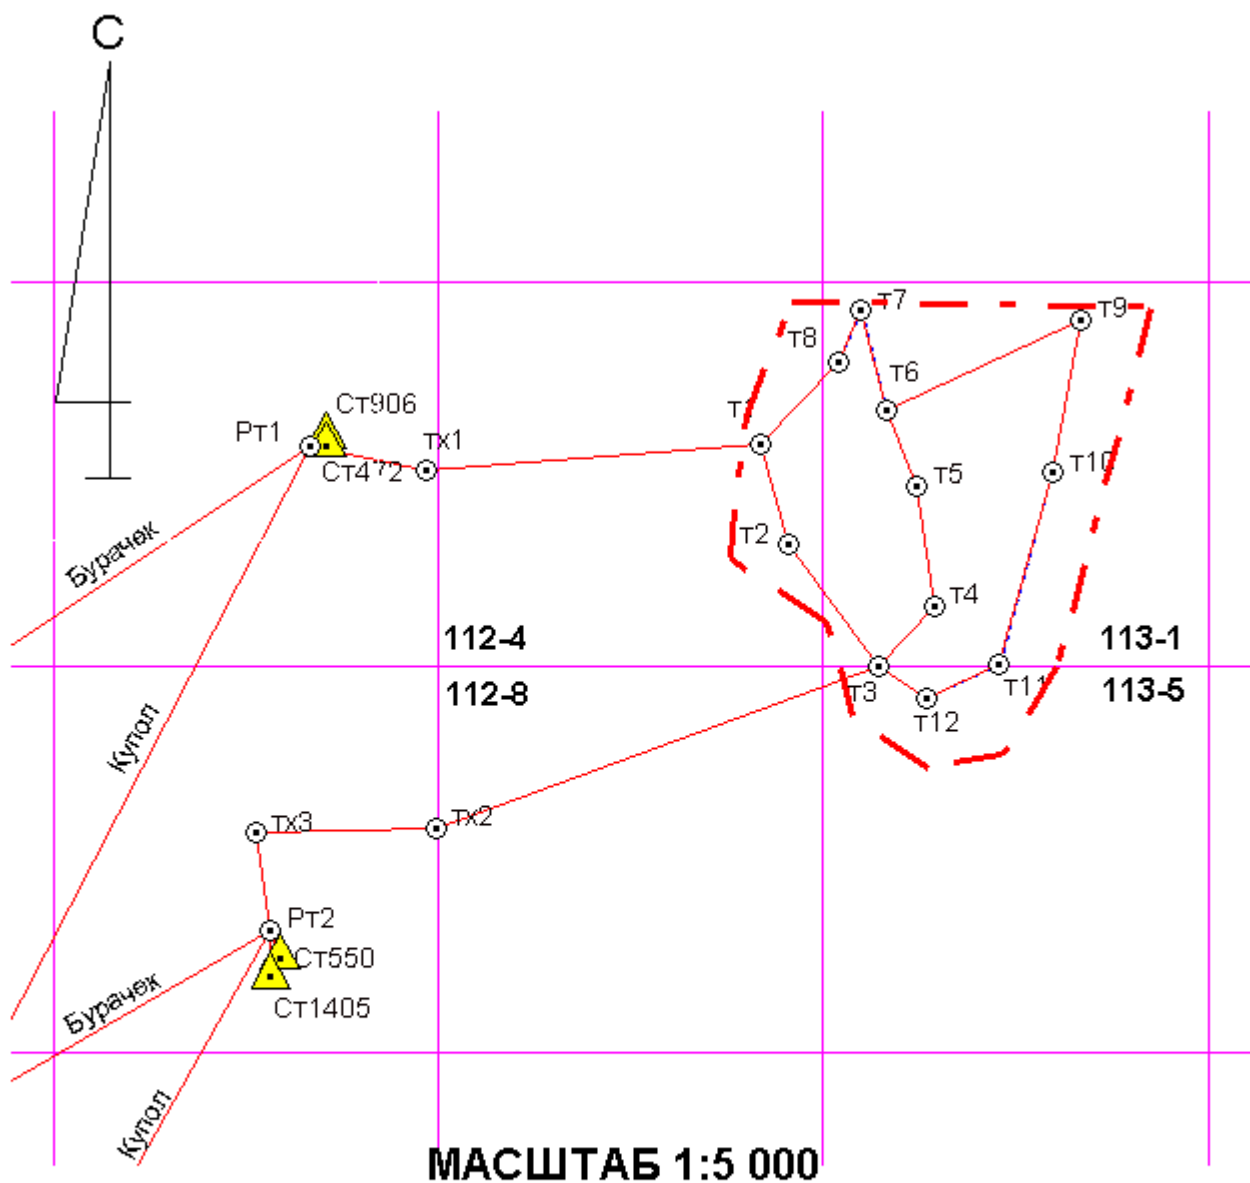 С
т7
т9
т8
т6
Ст906
т1
Рт1
тх1
Ст472
т10
т5
т2
Бурачек
т4
112-4
113-1
т3
т11
112-8
113-5
т12
Купол
тх3
тх2
Рт2
Ст550
Бурачек
Ст1405
Купол
МАСШТАБ 1:5 000